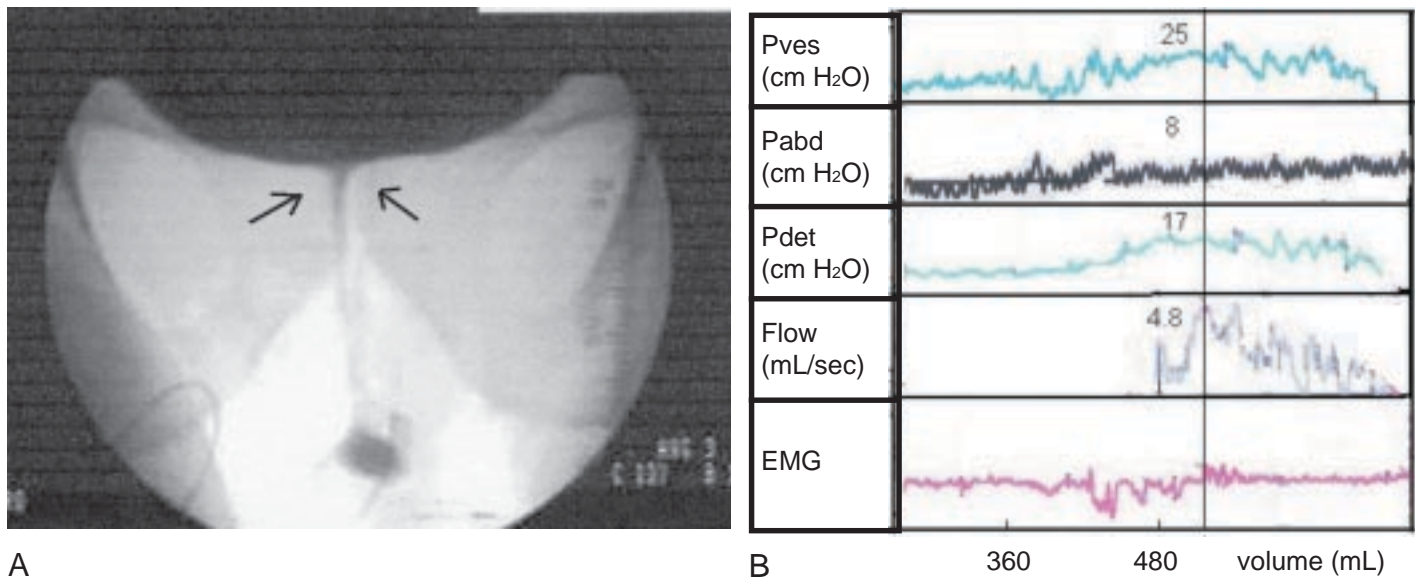 Pves
(cm H₂O)
25
Pabd
(cm H₂O)
8
Pdet
(cm H₂O)
17
Flow
(mL/sec)
4.8
EMG
360
480
volume (mL)
A
B